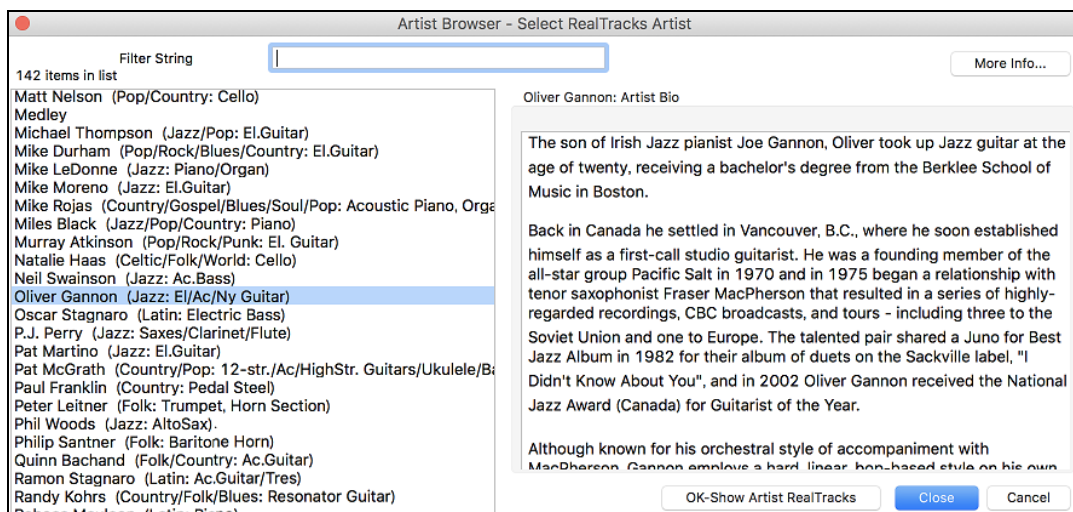 Artist Browser - Select RealTracks Artist
Filter String
142 items in list
More Info...
Matt Nelson (Pop/Country: Cello)
Medley
Michael Thompson (Jazz/Pop: El.Guitar)
Mike Durham (Pop/Rock/Blues/Country: El.Guitar)
Mike LeDonne (Jazz: Piano/Organ)
Mike Moreno (Jazz: El.Guitar)
Mike Rojas (Country/Gospel/Blues/Soul/Pop: Acoustic Piano, Orga
Miles Black (Jazz/Pop/Country: Piano)
Murray Atkinson (Pop/Rock/Punk: El. Guitar)
Natalie Haas (Celtic/Folk/World: Cello)
Neil Swainson (Jazz: Ac.Bass)
Oliver Gannon (Jazz: El/Ac/Ny Guitar)
Oscar Stagnaro (Latin: Electric Bass)
P.J. Perry (Jazz: Saxes/Clarinet/Flute)
Pat Martino (Jazz: El.Guitar)
Pat McGrath (Country/Pop: 12-str./Ac/HighStr. Guitars/Ukulele/Ba
Paul Franklin (Country: Pedal Steel)
Peter Leitner (Folk: Trumpet, Horn Section)
Phil Woods (Jazz: AltoSax).
Philip Santner (Folk: Baritone Horn)
Quinn Bachand (Folk/Country: Ac.Guitar)
Ramon Stagnaro (Latin: Ac.Guitar/Tres)
Randy Kohrs (Country/Folk/Blues: Resonator Guitar)
Oliver Gannon: Artist Bio
The son of Irish Jazz pianist Joe Gannon, Oliver took up Jazz guitar at the
age of twenty, receiving a bachelor's degree from the Berklee School of
Music in Boston.
Back in Canada he settled in Vancouver, B.C., where he soon established
himself as a first-call studio guitarist. He was a founding member of the
all-star group Pacific Salt in 1970 and in 1975 began a relationship with
tenor saxophonist Fraser MacPherson that resulted in a series of highly-
regarded recordings, CBC broadcasts, and tours - including three to the
Soviet Union and one to Europe. The talented pair shared a Juno for Best
Jazz Album in 1982 for their album of duets on the Sackville label, "I
Didn't Know About You", and in 2002 Oliver Gannon received the National
Jazz Award (Canada) for Guitarist of the Year.
Although known for his orchestral style of accompaniment with
MacPherson, Gannon employs a hard, linear, bop-based style on his own
OK-Show Artist RealTracks
Close
Cancel